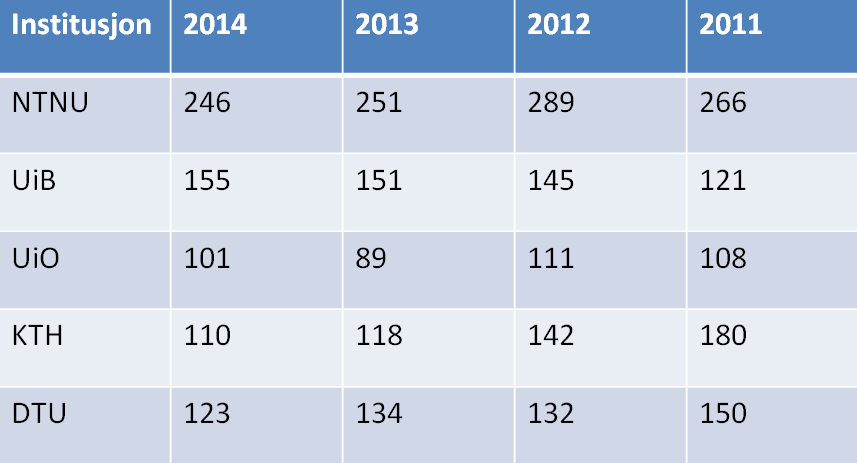 Institusjon 2014 2013 2012 2011
NTNU 246 251 289 266
UiB 155 151 145 121
UiO 101 89 111 108
KTH 110 118 142 180
DTU 123 134 132 150